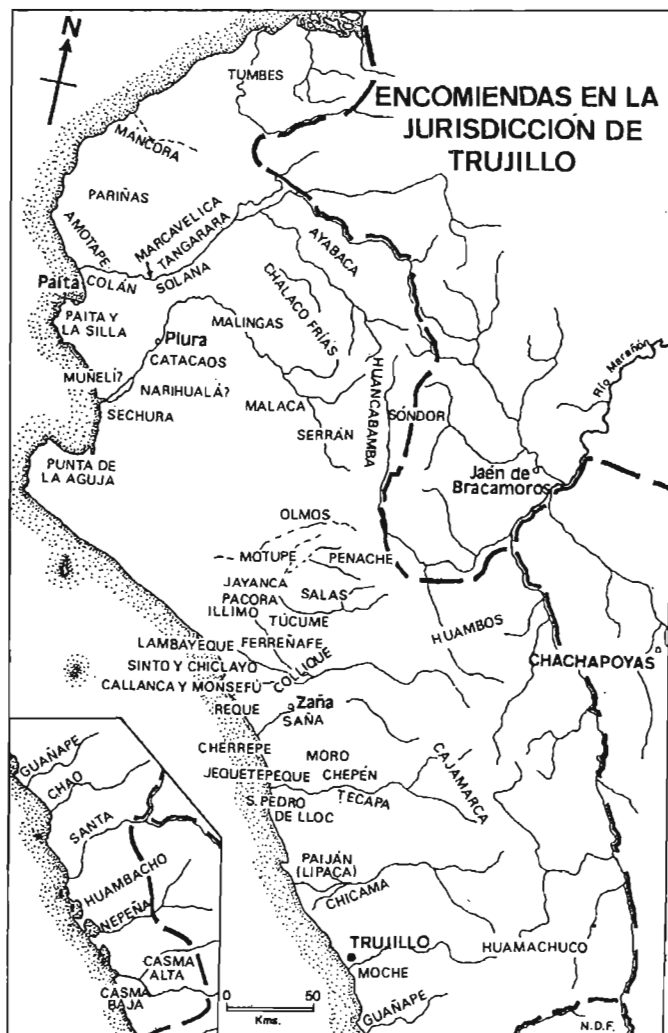 N
ENCOMIENDAS EN LA
JURISDICCIÓN DE
TRUJILLO
TUMBES
MANCORA
PARIÑAS
AMOTAPE
MARCAVELICA
TANGARARA
AYABACA
Paita
COLÁN
SOLANA
CHALACO
FRÍAS
PAITA Y
LA SILLA
Piura
MALINGAS
CATACAOS
MUNELÍ?
NARIHUALÁ?
HUANCABAMBA
SÓNDOR
Río Marañón
SECHURA
MALACA
SERRÁN
PUNTA DE
LA AGUJA
Jaén de
Bracamoros
OLMOS
MOTUPE
PENACHE
JAYANCA
SALAS
PACORA
ILLIMO
TÚCUME
HUAMBOS
LAMBAYEQUE
FERREÑAFE
CHACHAPOYAS
SINTO Y CHICLAYO
COLLIQUE
CALLANCA Y MONSEFÚ
Zaña
REQUE
SAÑA
CHERREPE
MORO
CAJAMARCA
JEQUETEPEQUE
CHEPÉN
TECAPA
S. PEDRO
DE LLOC
PAIJÁN
(LIPACA)
CHICAMA
TRUJILLO
HUAMACHUCO
MOCHE
GUAÑAPE
GUAÑAPE
CHAO
SANTA
HUAMBACHO
NEPEÑA
CASMA
ALTA
CASMA
BAJA
0 50
Kms.
N.D.F.